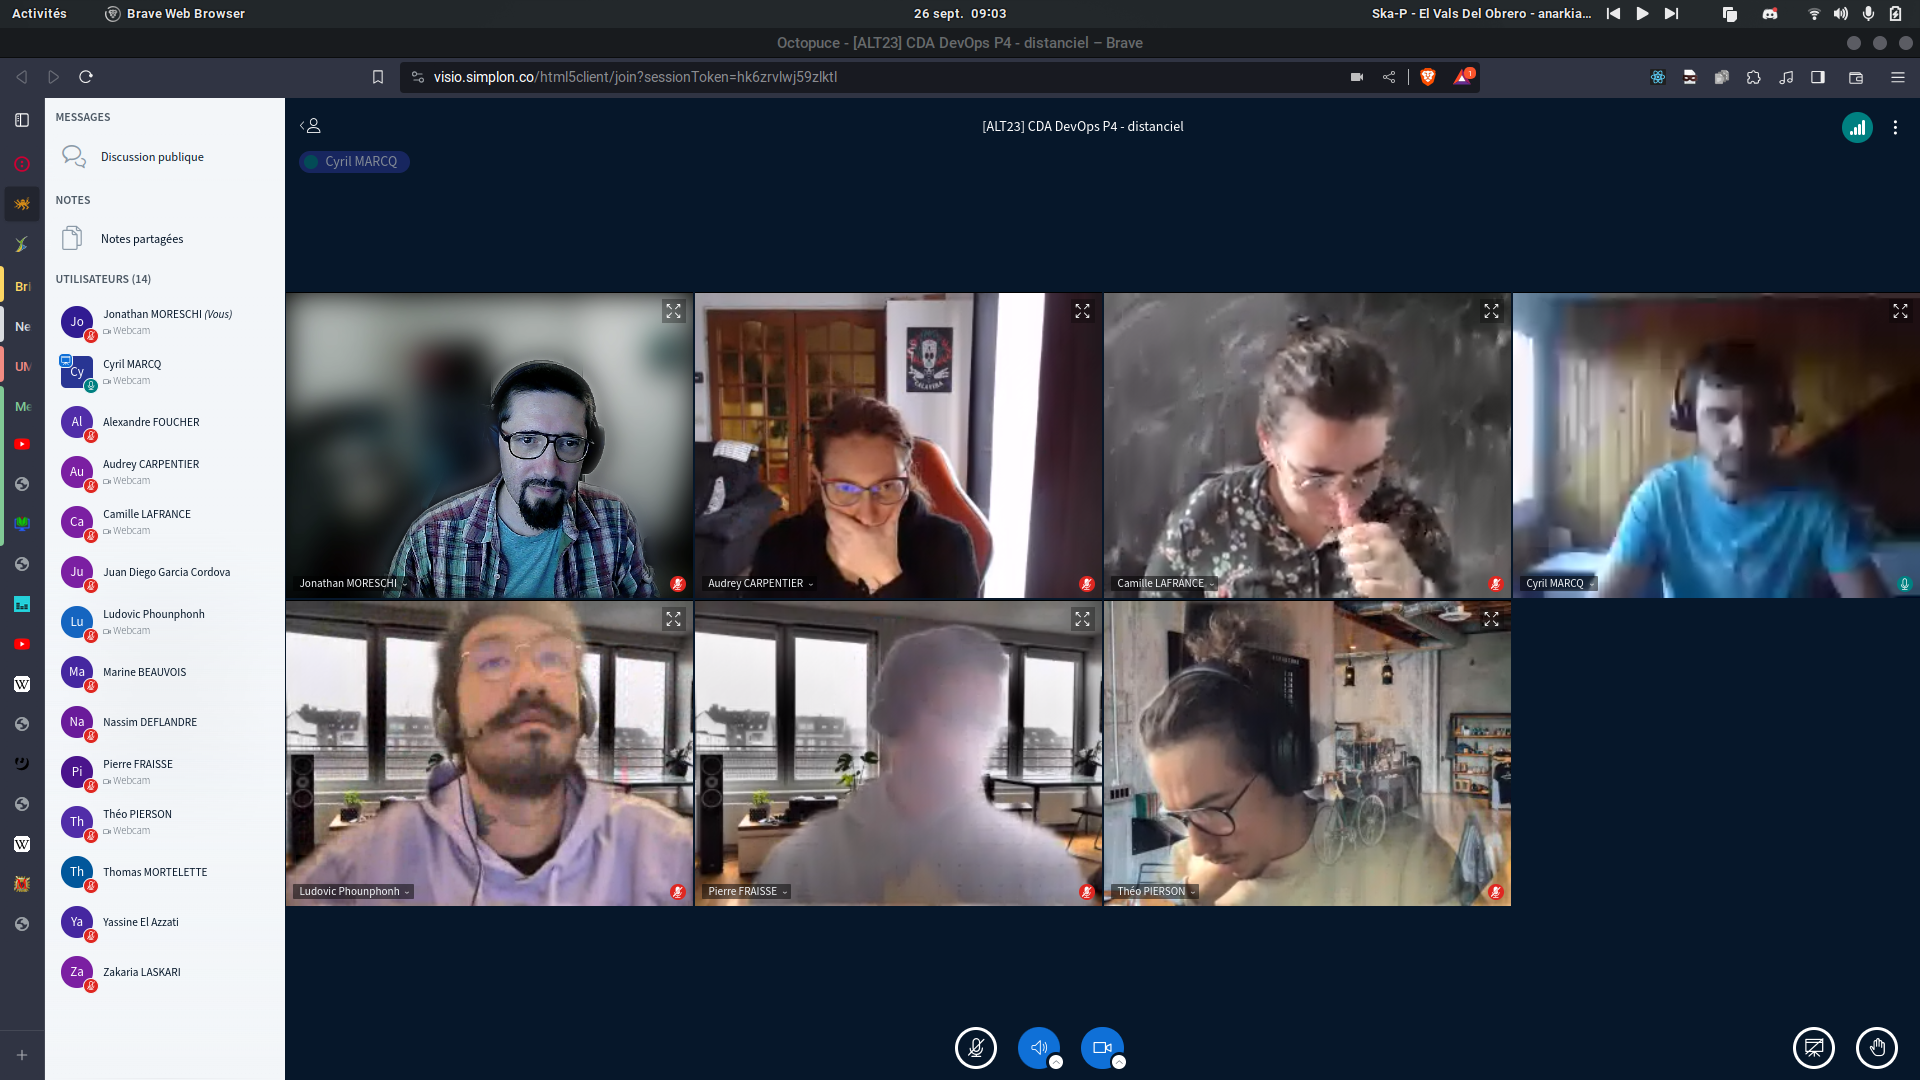 Activités
Brave Web Browser
26 sept. 09:03
Ska-P - El Vals Del Obrero - anarkia…
Octopuce - [ALT23] CDA DevOps P4 - distanciel – Brave
visio.simplon.co/html5client/join?sessionToken=hk6zrvlwj59zlktl
1
MESSAGES
Discussion publique
NOTES
Notes partagées
UTILISATEURS (14)
Jo
Jonathan MORESCHI (Vous)
Webcam
Cy
Cyril MARCQ
Webcam
Al
Alexandre FOUCHER
Au
Audrey CARPENTIER
Webcam
Ca
Camille LAFRANCE
Webcam
Ju
Juan Diego Garcia Cordova
Lu
Ludovic Phounphonh
Webcam
Ma
Marine BEAUVOIS
Na
Nassim DEFLANDRE
Pi
Pierre FRAISSE
Webcam
Th
Théo PIERSON
Webcam
Th
Thomas MORTELETTE
Ya
Yassine El Azzati
Za
Zakaria LASKARI
Bri
Ne
UM
Me
W
W
[ALT23] CDA DevOps P4 - distanciel
Cyril MARCQ
CALAVERA
Jonathan MORESCHI
Audrey CARPENTIER
Camille LAFRANCE
Cyril MARCQ
Ludovic Phounphonh
Pierre FRAISSE
Théo PIERSON